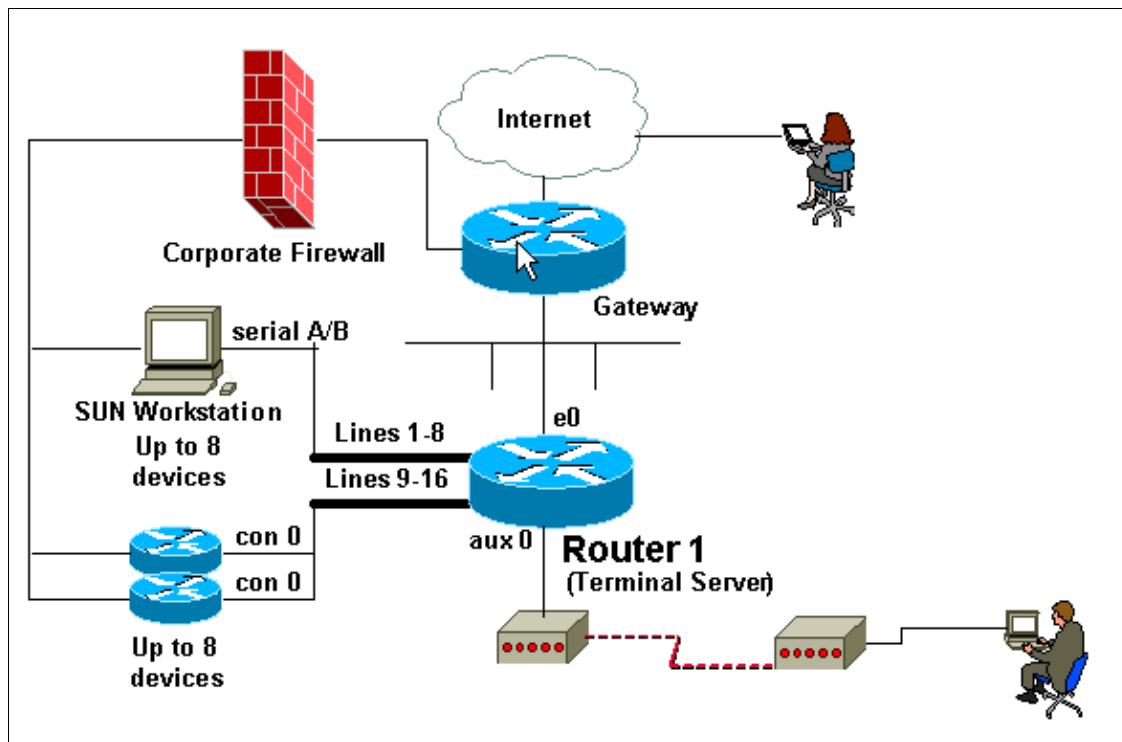 Internet
Corporate Firewall
Gateway
serial A/B
SUN Workstation
Up to 8
devices
e0
Lines 1-8
Lines 9-16
aux 0
Router 1
(Terminal Server)
con 0
con 0
Up to 8
devices